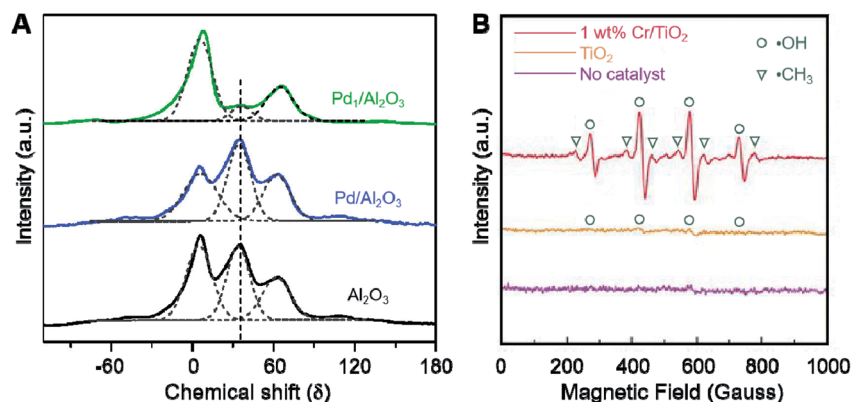 A
Intensity (a.u.)
Pd₁/Al₂O₃
Pd/Al₂O₃
Al₂O₃
-60 0 60 120 180
Chemical shift (δ)
B
Intensity (a.u.)
1 wt% Cr/TiO₂
TiO₂
No catalyst
•OH
•CH₃
0 200 400 600 800 1000
Magnetic Field (Gauss)